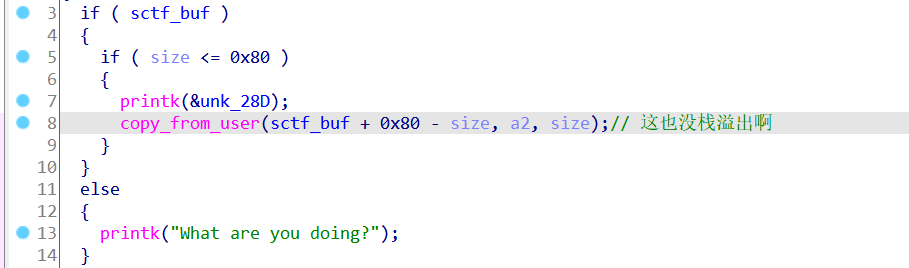 3 if ( sctf_buf )
4 {
5 if ( size <= 0x80 )
6 {
7 printk(&unk_28D);
8 copy_from_user(sctf_buf + 0x80 - size, a2, size);// 这也没栈溢出啊
9 }
10 }
11 else
12 {
13 printk("What are you doing?");
14 }